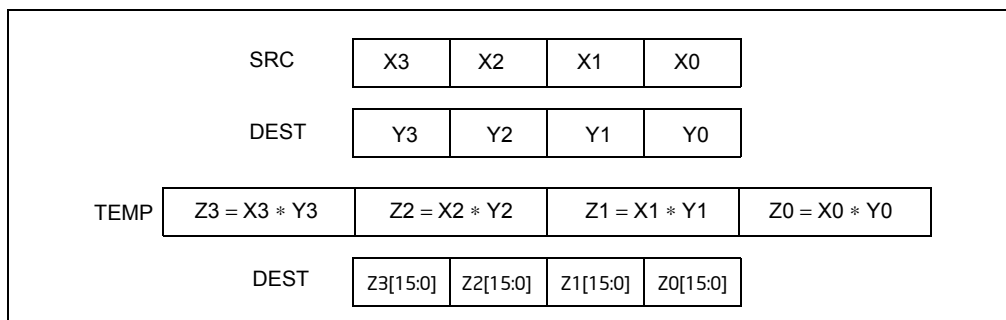 SRC X3 X2 X1 X0
DEST Y3 Y2 Y1 Y0
TEMP Z3 = X3 ∗ Y3 Z2 = X2 ∗ Y2 Z1 = X1 ∗ Y1 Z0 = X0 ∗ Y0
DEST Z3[15:0] Z2[15:0] Z1[15:0] Z0[15:0]